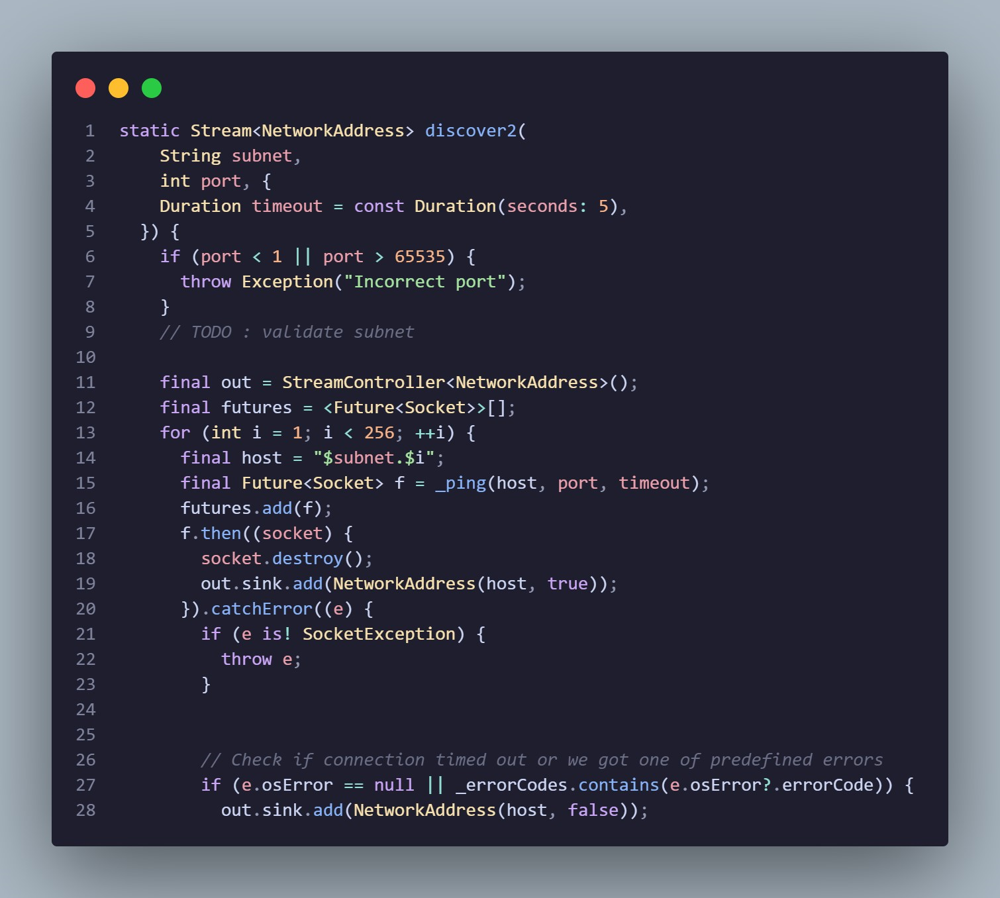 1 static Stream<NetworkAddress> discover2(
2     String subnet,
3     int port, {
4     Duration timeout = const Duration(seconds: 5),
5   }) {
6     if (port < 1 || port > 65535) {
7       throw Exception("Incorrect port");
8     }
9     // TODO : validate subnet
10
11     final out = StreamController<NetworkAddress>();
12     final futures = <Future<Socket>>[];
13     for (int i = 1; i < 256; ++i) {
14       final host = "$subnet.$i";
15       final Future<Socket> f = _ping(host, port, timeout);
16       futures.add(f);
17       f.then((socket) {
18         socket.destroy();
19         out.sink.add(NetworkAddress(host, true));
20       }).catchError((e) {
21         if (e is! SocketException) {
22           throw e;
23         }
24
25
26         // Check if connection timed out or we got one of predefined errors
27         if (e.osError == null || _errorCodes.contains(e.osError?.errorCode)) {
28           out.sink.add(NetworkAddress(host, false));